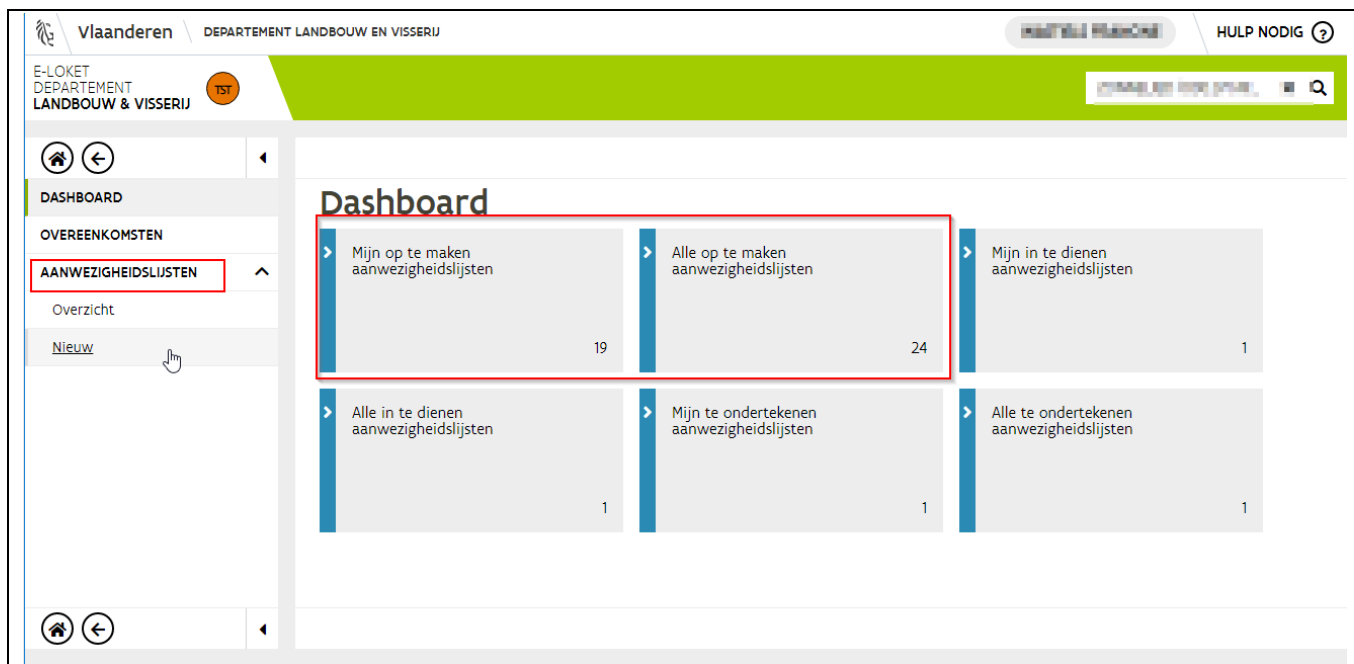 Vlaanderen
DEPARTEMENT LANDBOUW EN VISSERIJ
HULP NODIG ?
E-LOKET
DEPARTEMENT
LANDBOUW & VISSERIJ
TST
DASHBOARD
OVEREENKOMSTEN
AANWEZIGHEIDSLIJSTEN
Overzicht
Nieuw
Dashboard
Mijn op te maken
aanwezigheidslijsten
19
Alle op te maken
aanwezigheidslijsten
24
Mijn in te dienen
aanwezigheidslijsten
1
Alle in te dienen
aanwezigheidslijsten
1
Mijn te ondertekenen
aanwezigheidslijsten
1
Alle te ondertekenen
aanwezigheidslijsten
1